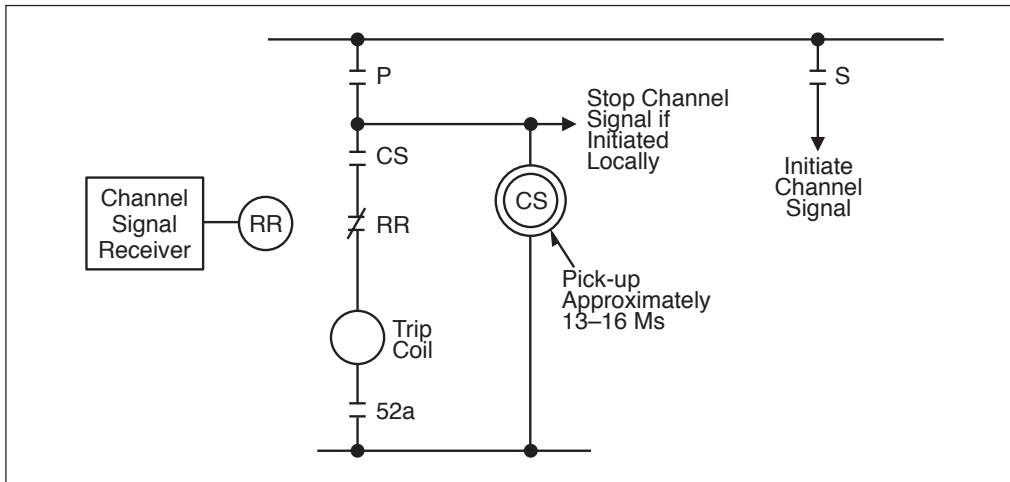 P
S
Stop Channel
Signal if
Initiated
Locally
CS
Initiate
Channel
Signal
Channel
Signal
Receiver
RR
RR
CS
Pick-up
Approximately
13–16 Ms
Trip
Coil
52a